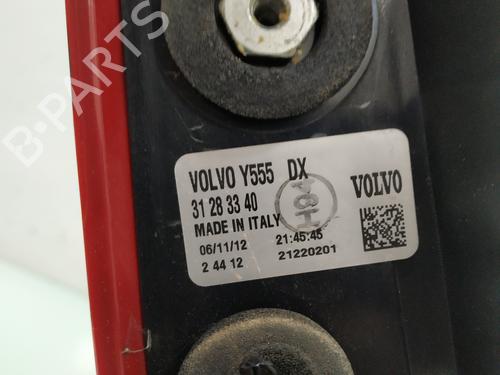 B-PARTS
VOLVO Y555 DX
31 28 33 40
MADE IN ITALY
VOLVO
06/11/12 21:45:45
2 44 12 21220201